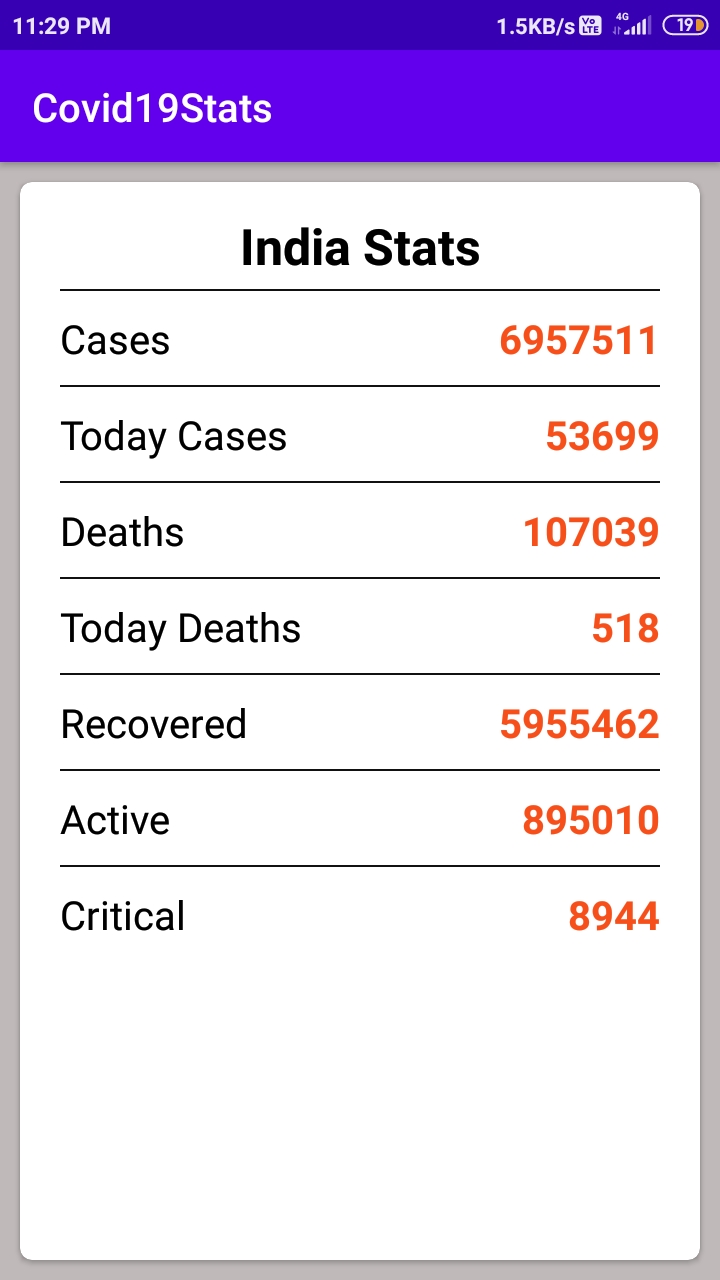 11:29 PM 1.5KB/s Vo LTE 4G 19
Covid19Stats
India Stats
Cases 6957511
Today Cases 53699
Deaths 107039
Today Deaths 518
Recovered 5955462
Active 895010
Critical 8944